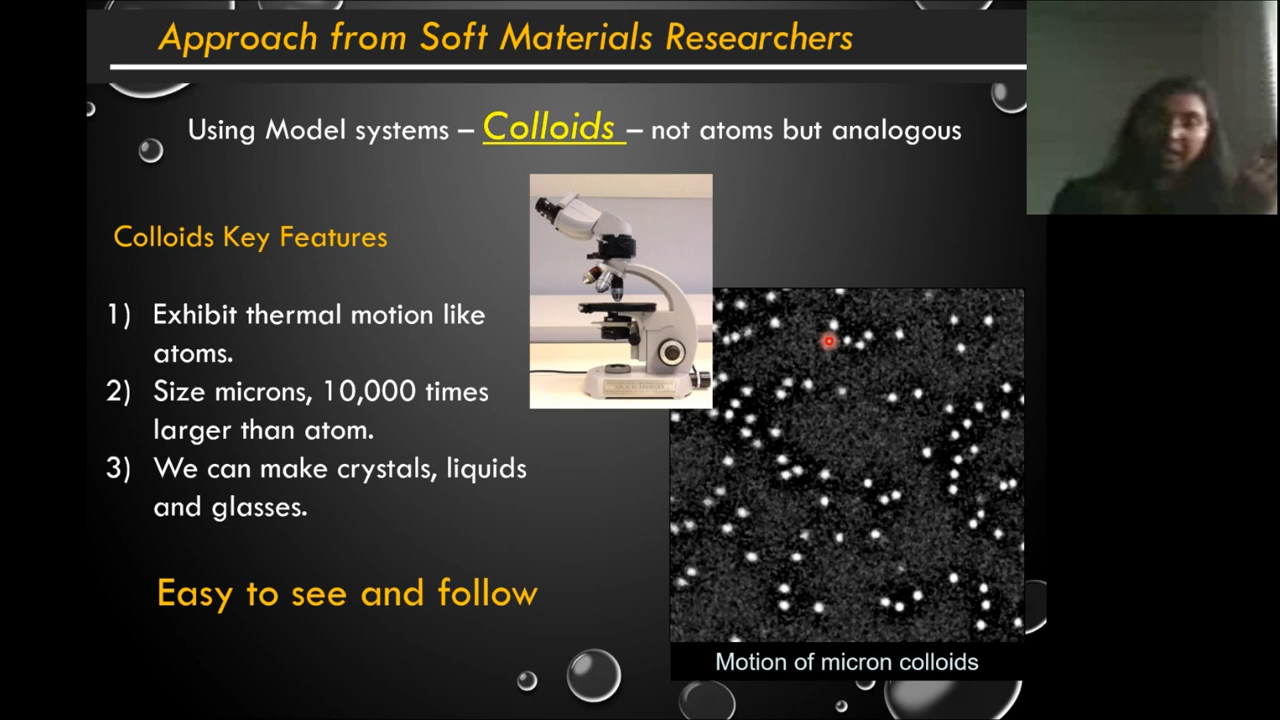 Approach from Soft Materials Researchers
Using Model systems – Colloids – not atoms but analogous
Colloids Key Features
1) Exhibit thermal motion like
atoms.
2) Size microns, 10,000 times
larger than atom.
3) We can make crystals, liquids
and glasses.
Easy to see and follow
Motion of micron colloids